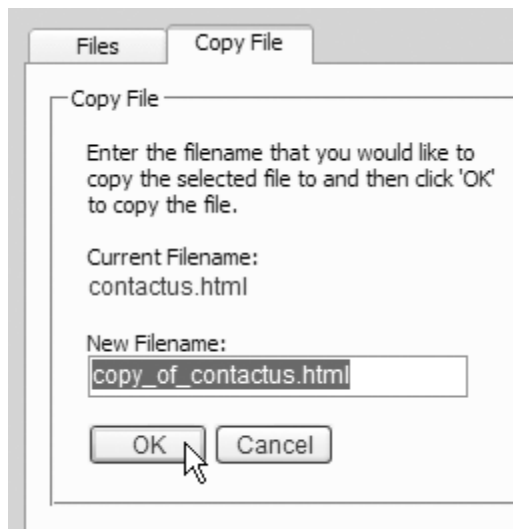 Files
Copy File
Copy File
Enter the filename that you would like to
copy the selected file to and then click 'OK'
to copy the file.
Current Filename:
contactus.html
New Filename:
copy_of_contactus.html
OK
Cancel